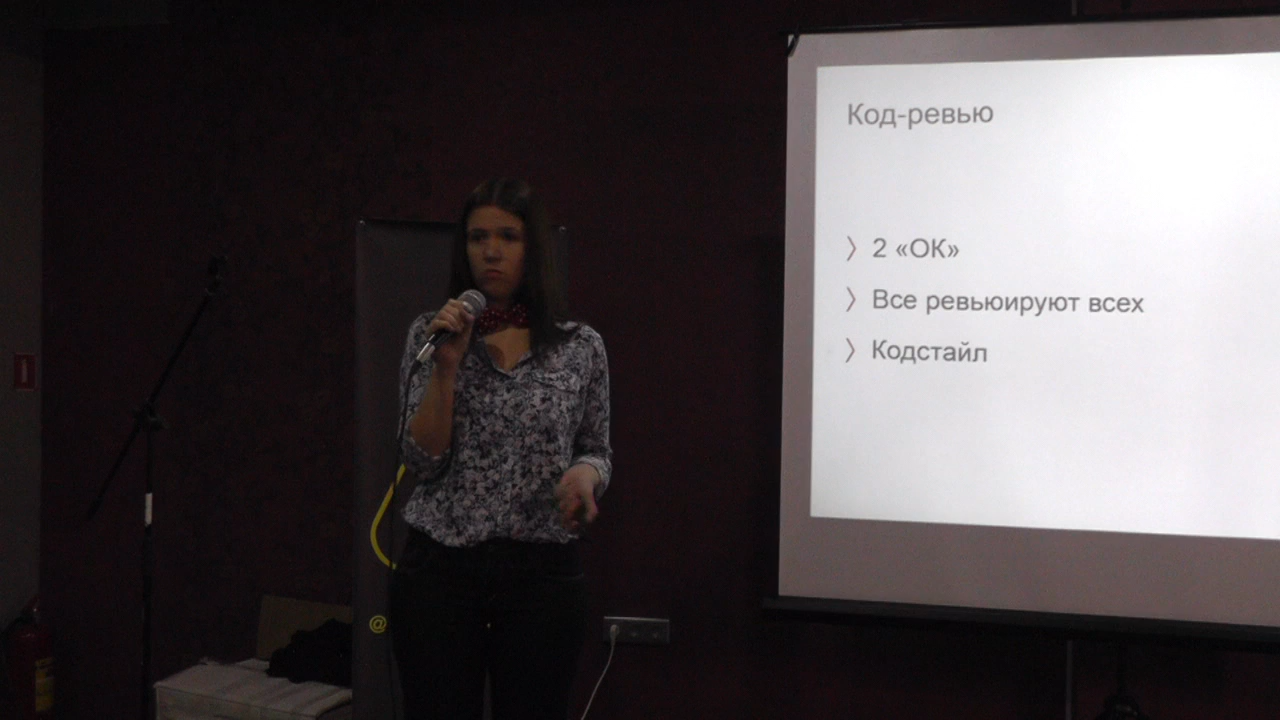 Код-ревью
〉 2 «ОК»
〉 Все ревьюируют всех
〉 Кодстайл
@